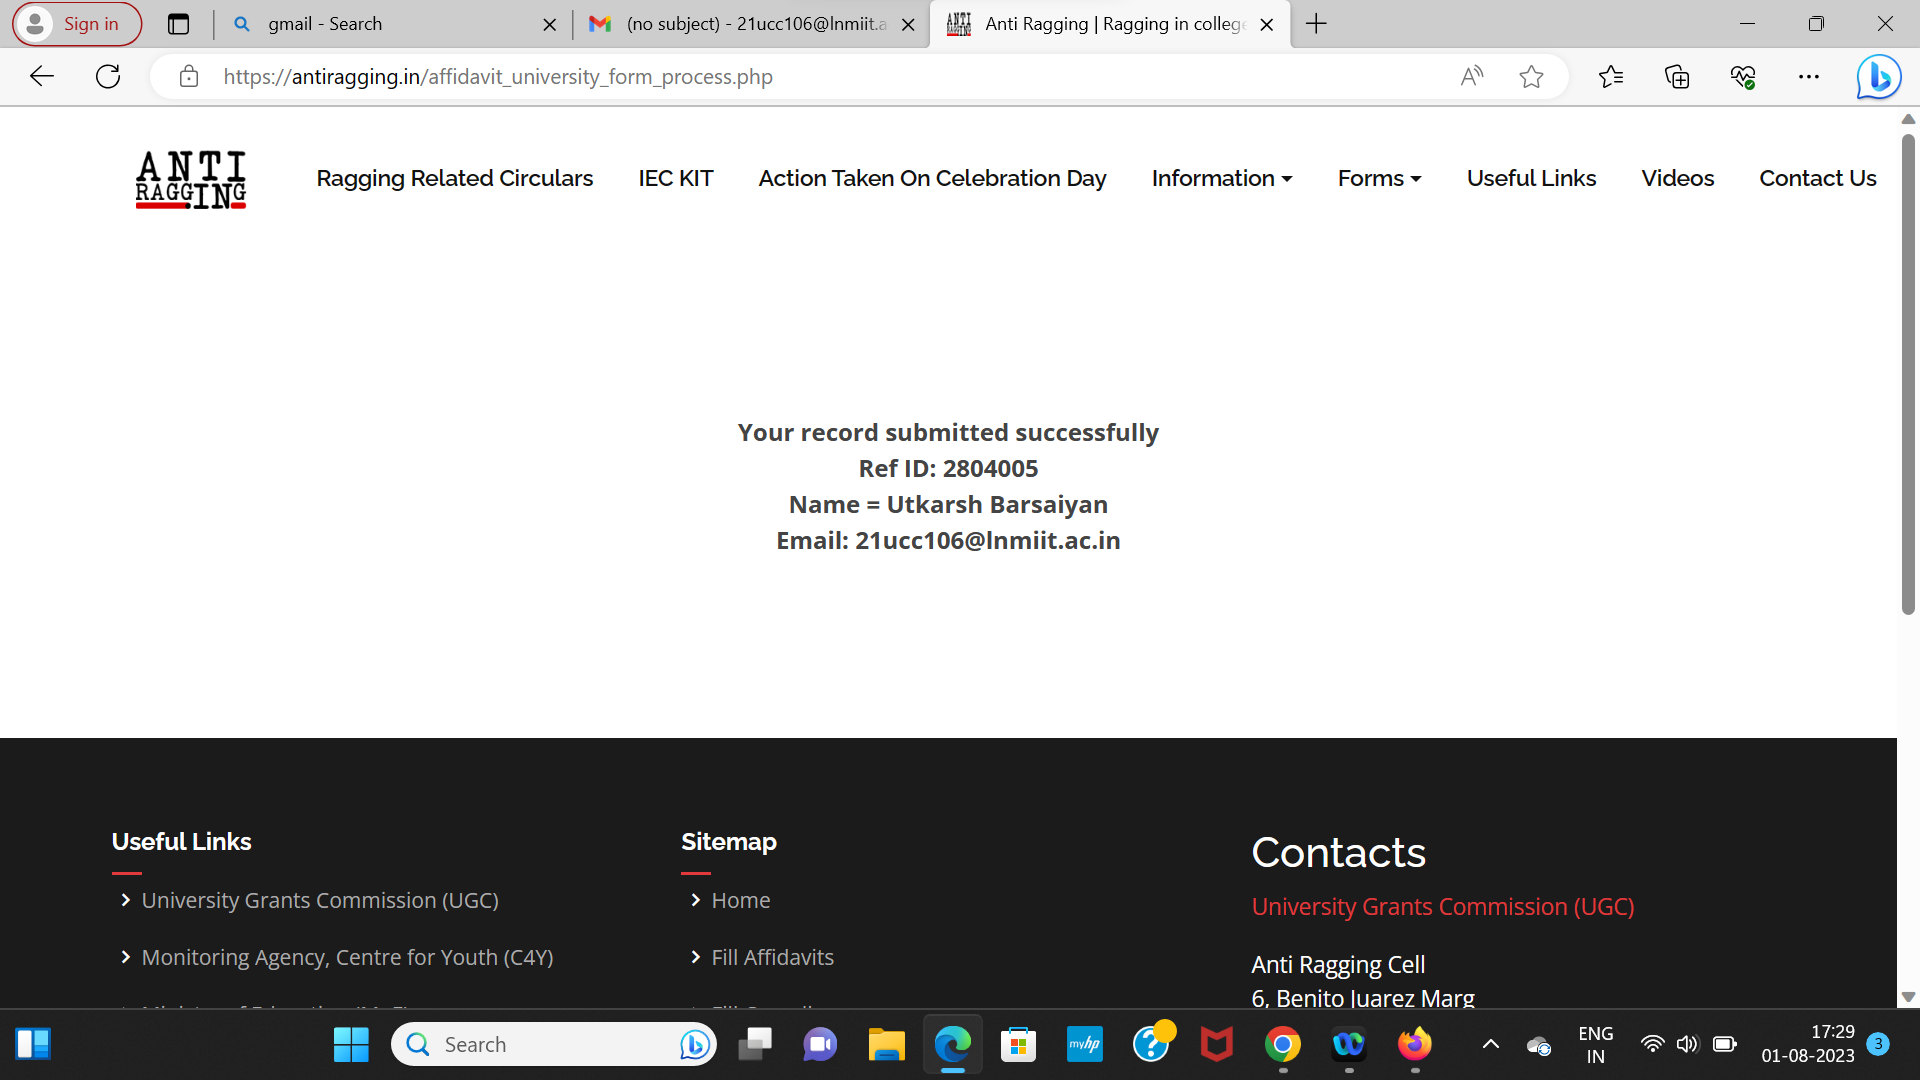 Sign in
gmail - Search
(no subject) - 21ucc106@lnmiit.a
Anti Ragging | Ragging in college
https://antiragging.in/affidavit_university_form_process.php
ANTI
RAGGING
.IN
Ragging Related Circulars
IEC KIT
Action Taken On Celebration Day
Information
Forms
Useful Links
Videos
Contact Us
Your record submitted successfully
Ref ID: 2804005
Name = Utkarsh Barsaiyan
Email: 21ucc106@lnmiit.ac.in
Useful Links
University Grants Commission (UGC)
Monitoring Agency, Centre for Youth (C4Y)
Sitemap
Home
Fill Affidavits
Contacts
University Grants Commission (UGC)
Anti Ragging Cell
6, Benito Juarez Marg
Search
myhp
ENG
IN
17:29
01-08-2023
3